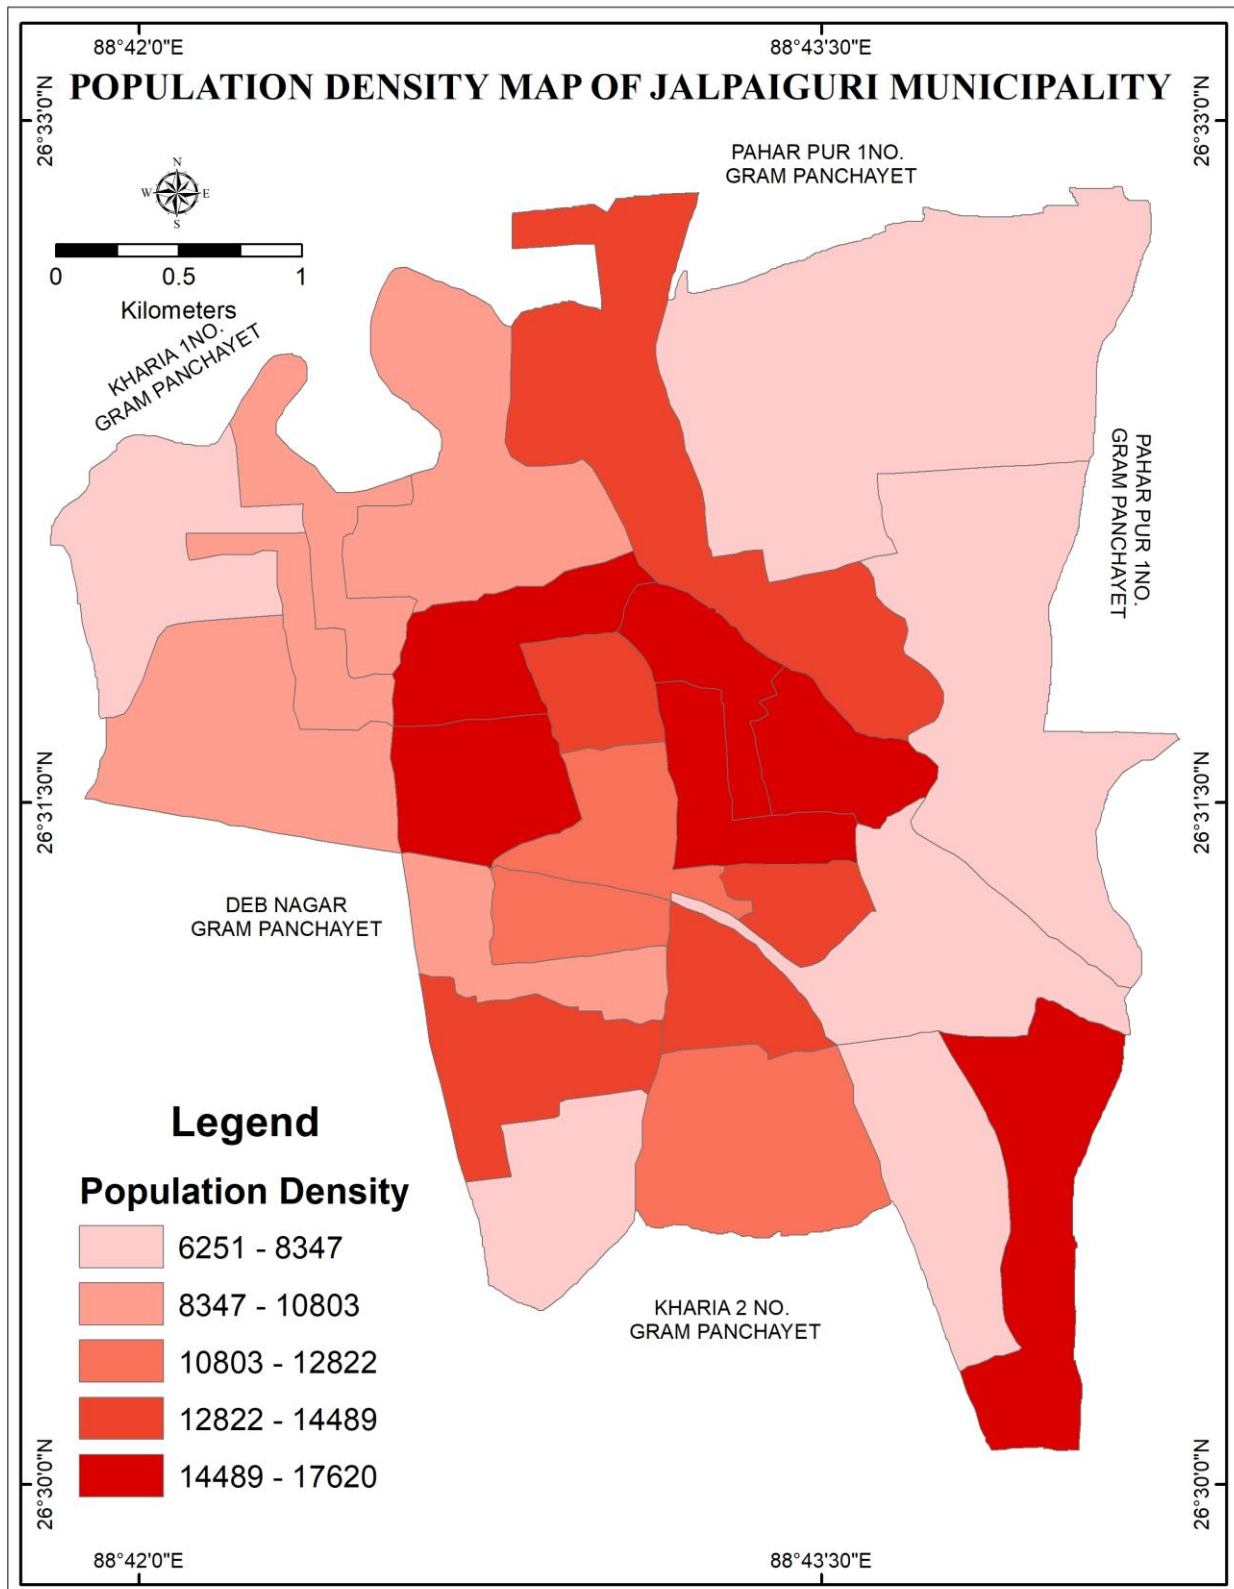 88°42'0"E
88°43'30"E
POPULATION DENSITY MAP OF JALPAIGURI MUNICIPALITY
26°33'0"N
26°33'0"N
N
W
E
S
0
0.5
1
Kilometers
PAHAR PUR 1NO.
GRAM PANCHAYET
KHARIA 1NO.
GRAM PANCHAYET
PAHAR PUR 1NO.
GRAM PANCHAYET
26°31'30"N
26°31'30"N
DEB NAGAR
GRAM PANCHAYET
Legend
Population Density
6251 - 8347
8347 - 10803
10803 - 12822
12822 - 14489
14489 - 17620
KHARIA 2 NO.
GRAM PANCHAYET
26°30'0"N
26°30'0"N
88°42'0"E
88°43'30"E